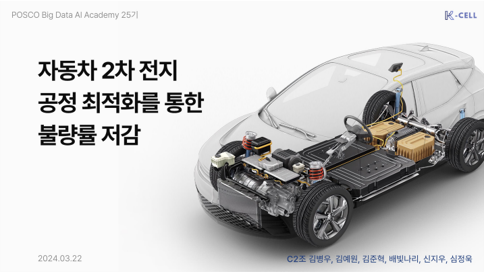 POSCO Big Data AI Academy 25기
K-CELL
자동차 2차 전지
공정 최적화를 통한
불량률 저감
2024.03.22
C2조 김병우, 김예원, 김준혁, 배빛나리, 신지우, 심정욱